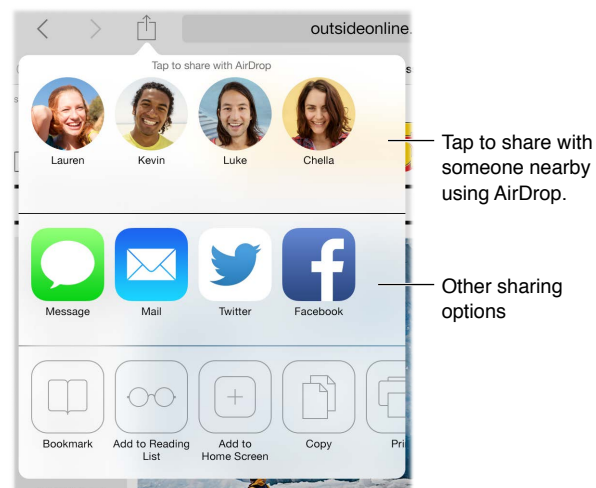 outsideonline.
Tap to share with AirDrop
Lauren Kevin Luke Chella
Tap to share with
someone nearby
using AirDrop.
Message Mail Twitter Facebook
Other sharing
options
Bookmark Add to Reading List Add to Home Screen Copy Pri